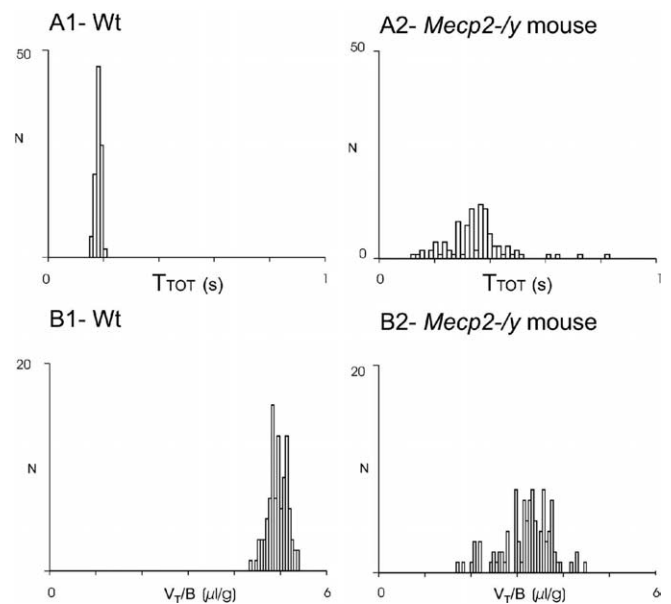 A1- Wt
50
N
0
TTOT (s)
1
A2- Mecp2-/y mouse
50
N
0
0
TTOT (s)
1
B1- Wt
20
N
0
VT/B (µl/g)
6
B2- Mecp2-/y mouse
20
N
0
VT/B (µl/g)
6